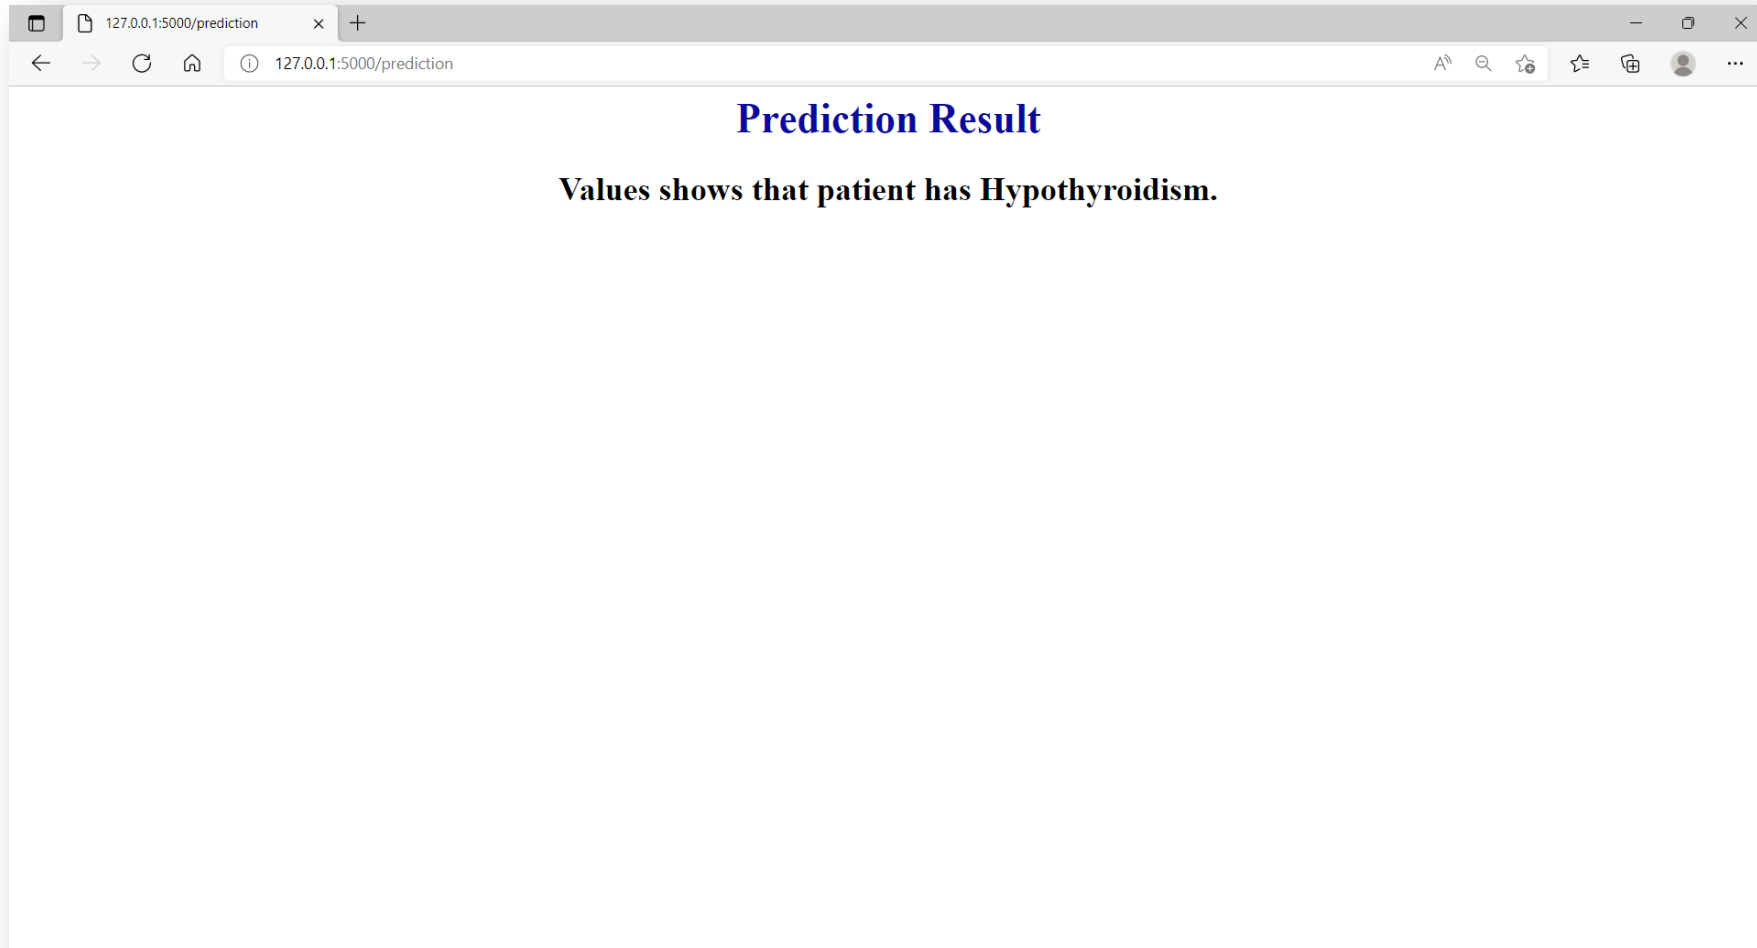 127.0.0.1:5000/prediction
127.0.0.1:5000/prediction
Prediction Result
Values shows that patient has Hypothyroidism.